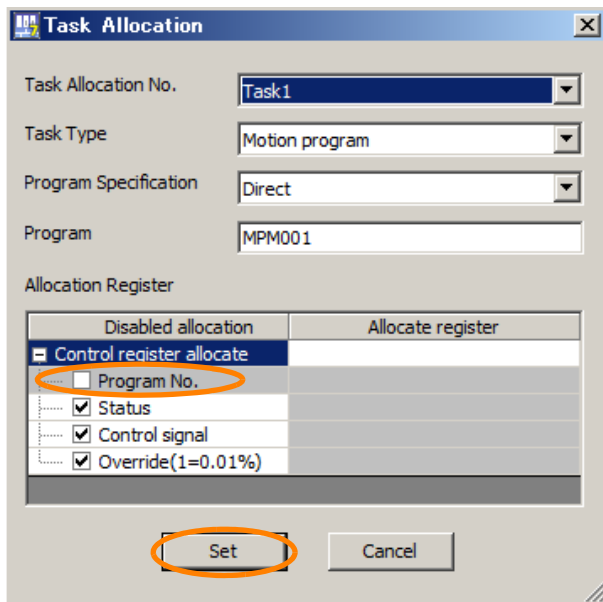 Task Allocation
Task Allocation No. Task1
Task Type Motion program
Program Specification Direct
Program MPM001
Allocation Register
Disabled allocation Allocate register
Control register allocate
Program No.
Status
Control signal
Override(1=0.01%)
Set Cancel